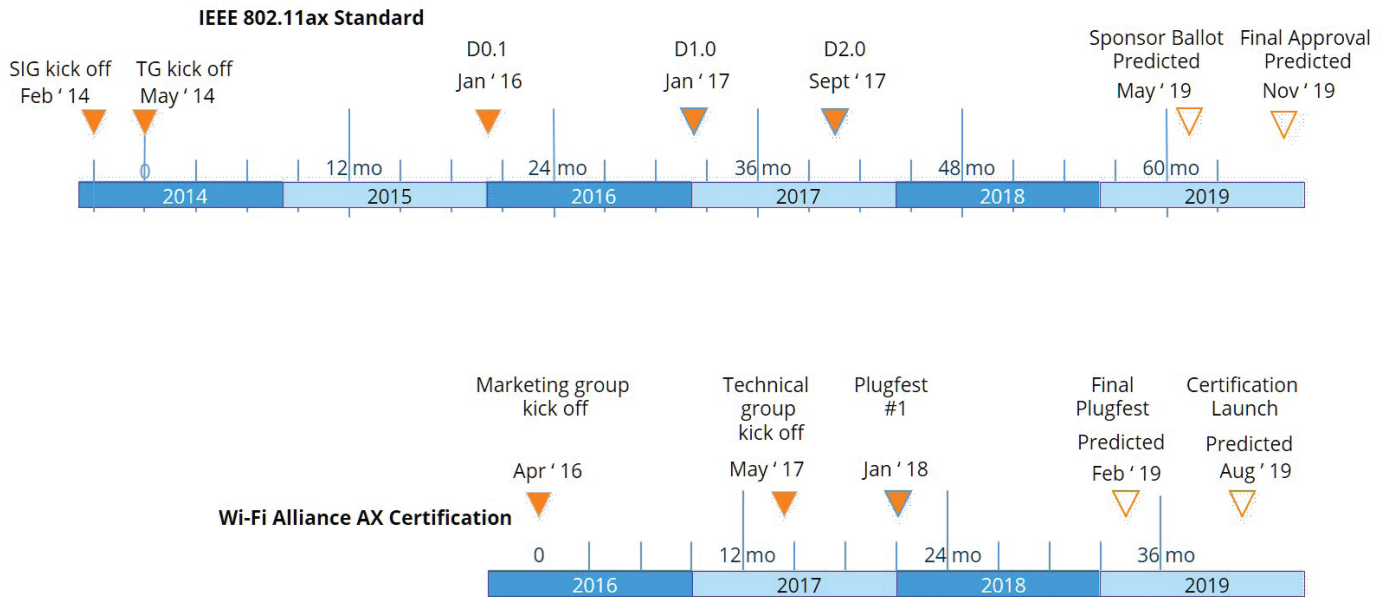 IEEE 802.11ax Standard
SIG kick off
Feb ‘ 14
TG kick off
May ‘ 14
D0.1
Jan ‘ 16
D1.0
Jan ‘ 17
D2.0
Sept ‘ 17
Sponsor Ballot
Predicted
May ‘ 19
Final Approval
Predicted
Nov ‘ 19
0
12 mo
24 mo
36 mo
48 mo
60 mo
2014
2015
2016
2017
2018
2019
Marketing group
kick off
Apr ‘ 16
Technical
group
kick off
May ‘ 17
Plugfest
#1
Jan ‘ 18
Final
Plugfest
Predicted
Feb ‘ 19
Certification
Launch
Predicted
Aug ‘ 19
Wi-Fi Alliance AX Certification
0
12 mo
24 mo
36 mo
2016
2017
2018
2019